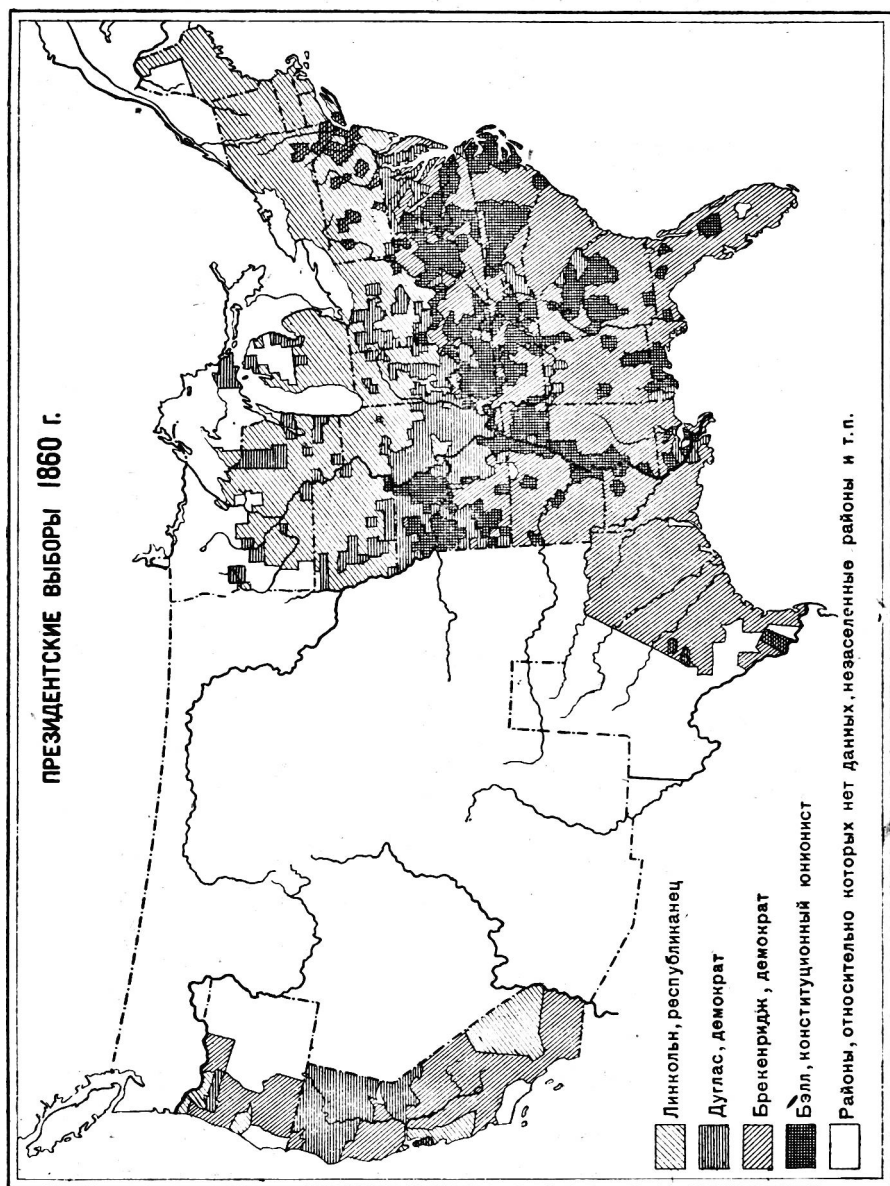 ПРЕЗИДЕНТСКИЕ ВЫБОРЫ 1860 г.
Линкольн, республиканец
Дуглас, демократ
Брекенридж, демократ
Бэлл, конституционный юнионист
Районы, относительно которых нет данных, незаселенные районы и т.п.